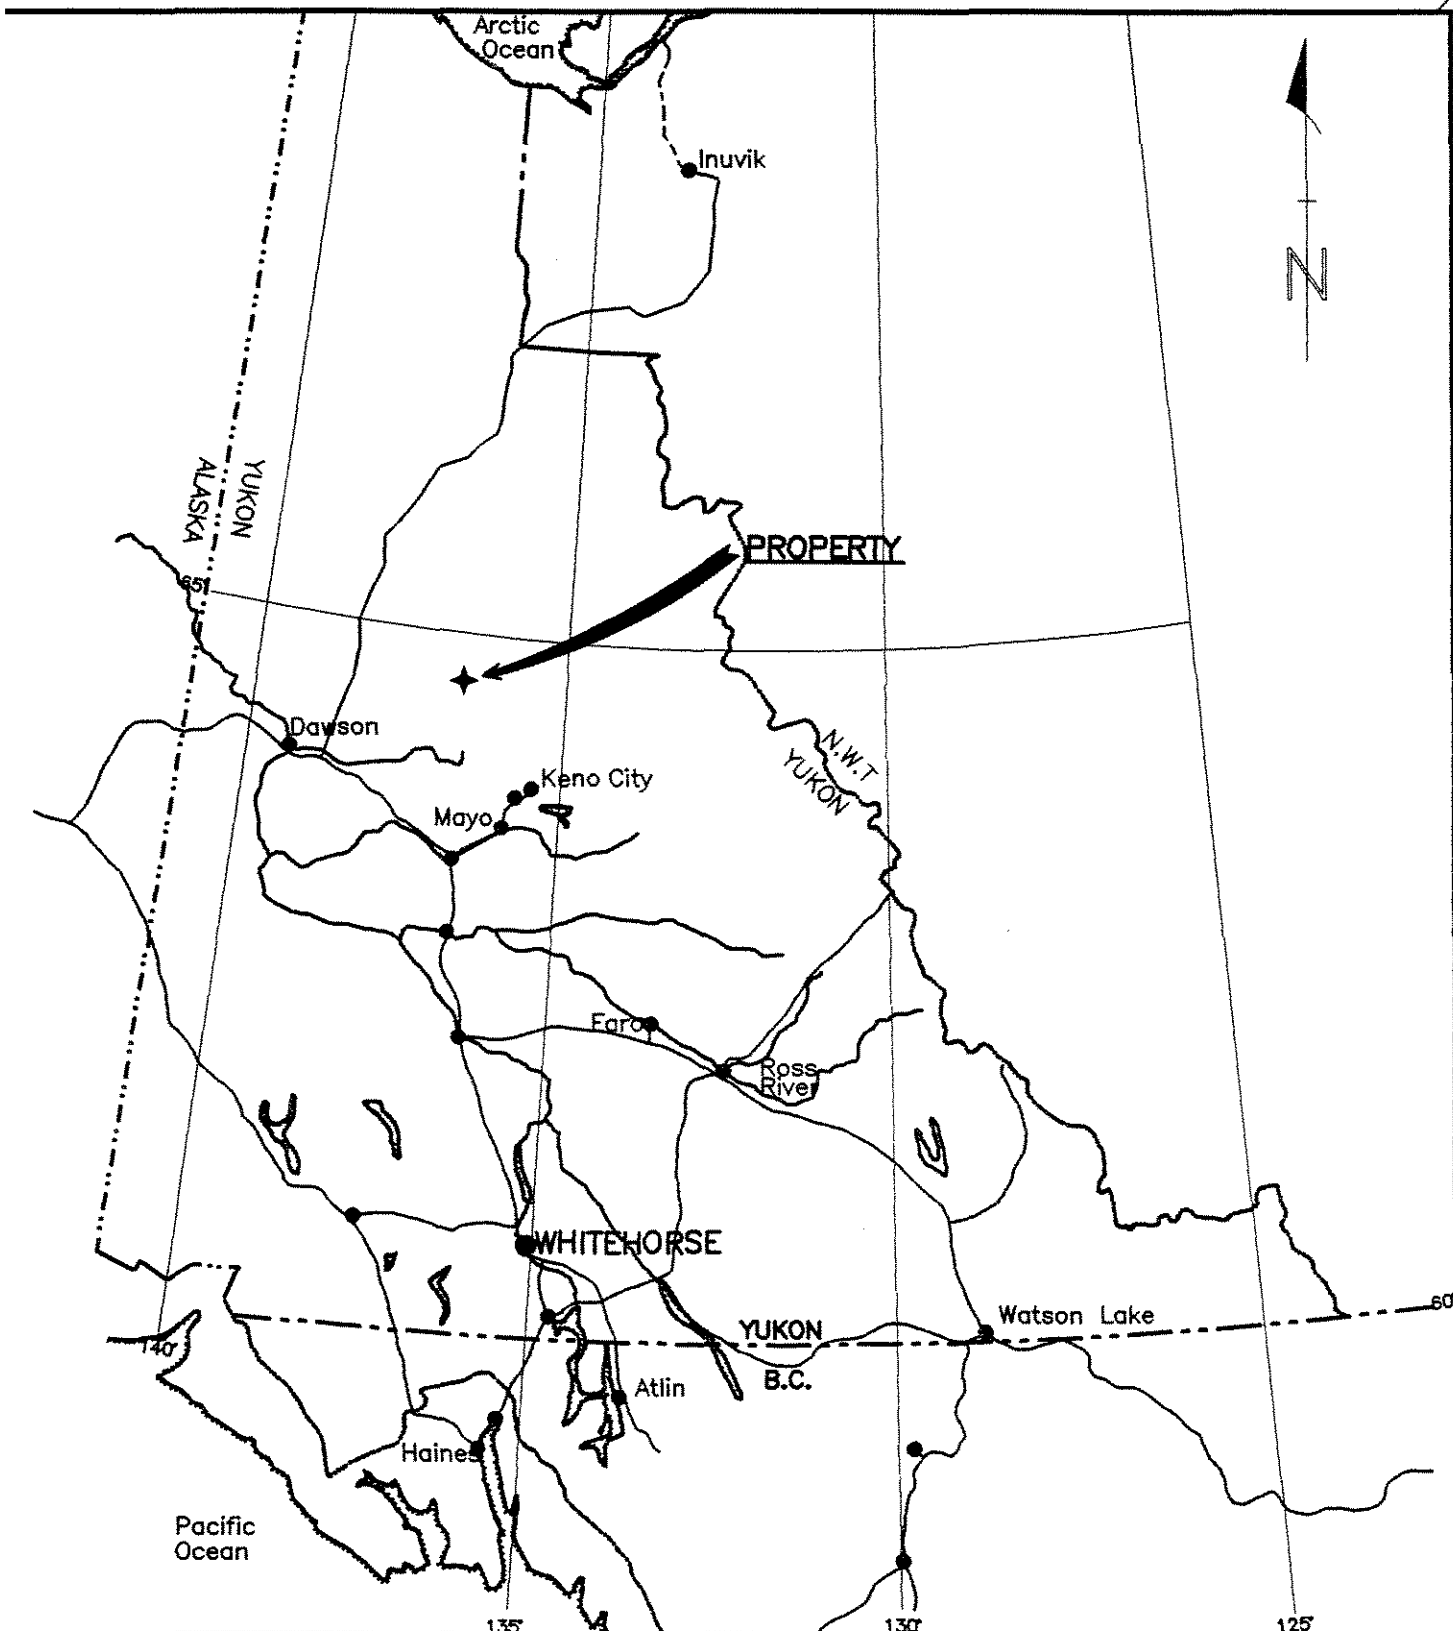 Arctic
Ocean
Inuvik
N
YUKON
ALASKA
PROPERTY
65°
Dawson
N.W.T
YUKON
Keno City
Mayo
Faro
Ross
River
WHITEHORSE
Watson Lake
60°
YUKON
B.C.
140°
Atlin
Haines
Pacific
Ocean
135°
130°
125°